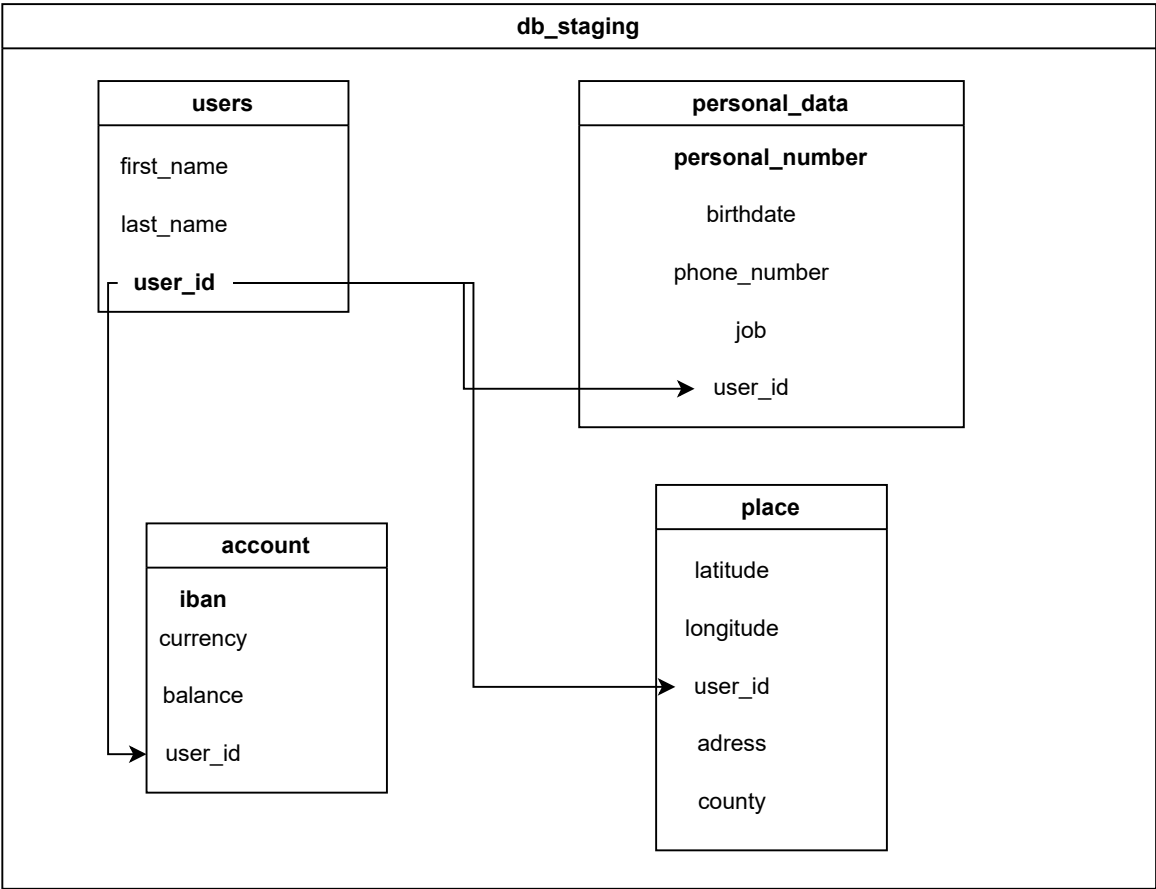 db_staging
users
first_name
last_name
user_id
personal_data
personal_number
birthdate
phone_number
job
user_id
account
iban
currency
balance
user_id
place
latitude
longitude
user_id
adress
county